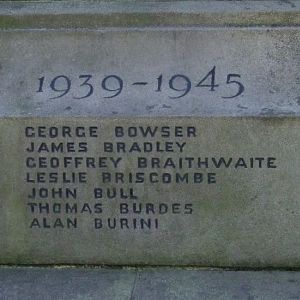 1939-1945
GEORGE BOWSER
JAMES BRADLEY
GEOFFREY BRAITHWAITE
LESLIE BRISCOMBE
JOHN BULL
THOMAS BURDES
ALAN BURINI